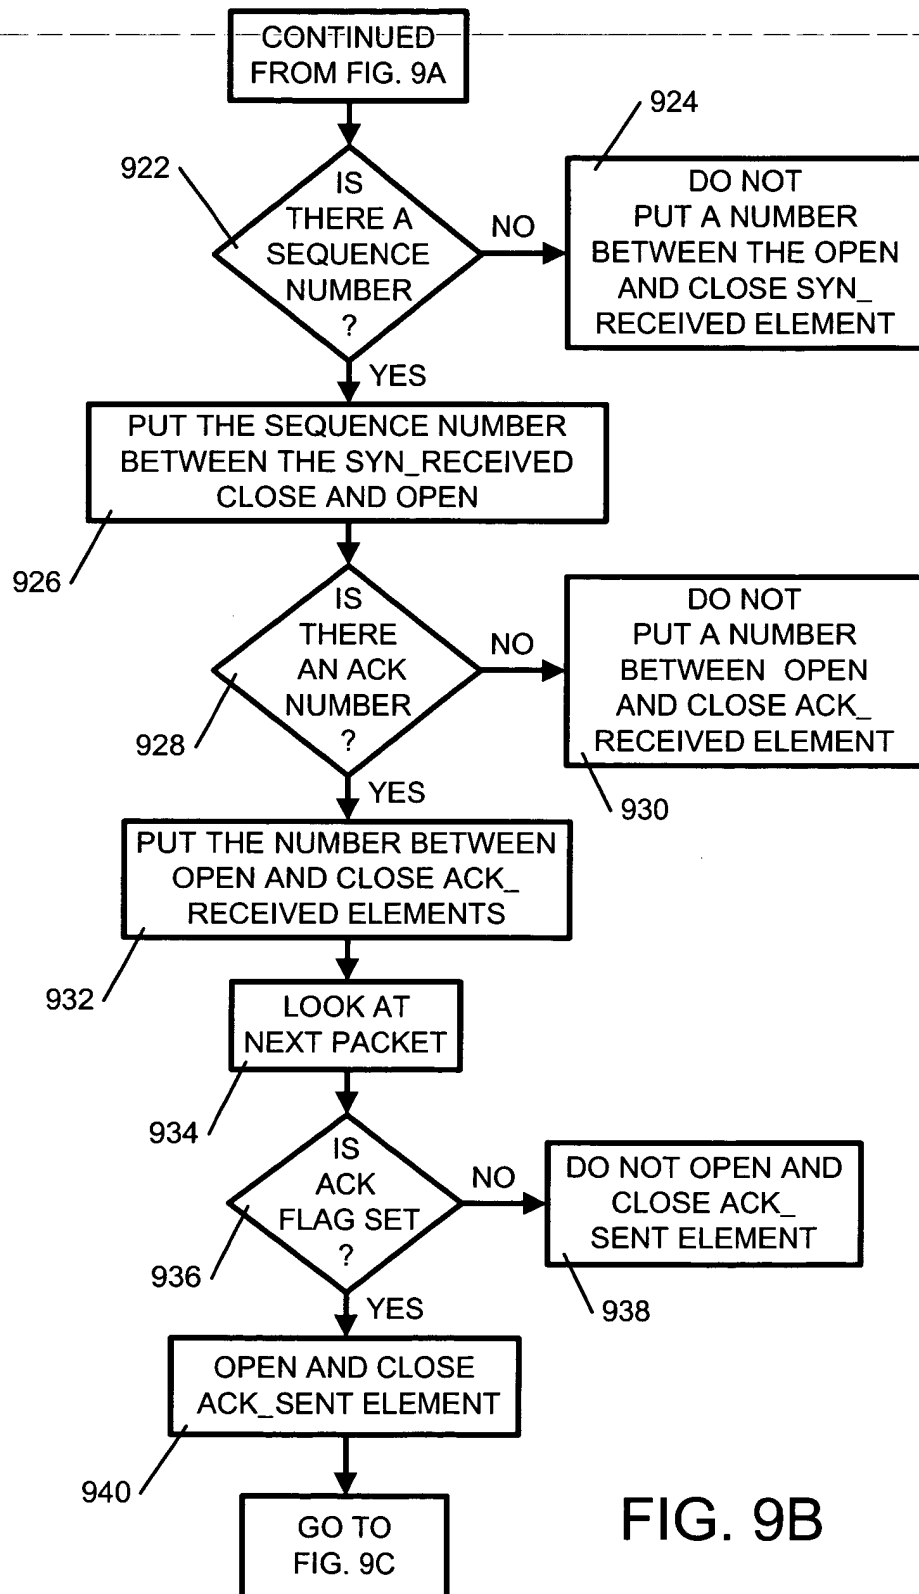 CONTINUED
FROM FIG. 9A
922
IS
THERE A
SEQUENCE
NUMBER
?
NO
924
DO NOT
PUT A NUMBER
BETWEEN THE OPEN
AND CLOSE SYN_
RECEIVED ELEMENT
YES
PUT THE SEQUENCE NUMBER
BETWEEN THE SYN_RECEIVED
CLOSE AND OPEN
926
IS
THERE
AN ACK
NUMBER
?
928
NO
DO NOT
PUT A NUMBER
BETWEEN OPEN
AND CLOSE ACK_
RECEIVED ELEMENT
930
YES
PUT THE NUMBER BETWEEN
OPEN AND CLOSE ACK_
RECEIVED ELEMENTS
932
LOOK AT
NEXT PACKET
934
IS
ACK
FLAG SET
?
936
NO
DO NOT OPEN AND
CLOSE ACK_
SENT ELEMENT
938
YES
OPEN AND CLOSE
ACK_SENT ELEMENT
940
GO TO
FIG. 9C
FIG. 9B